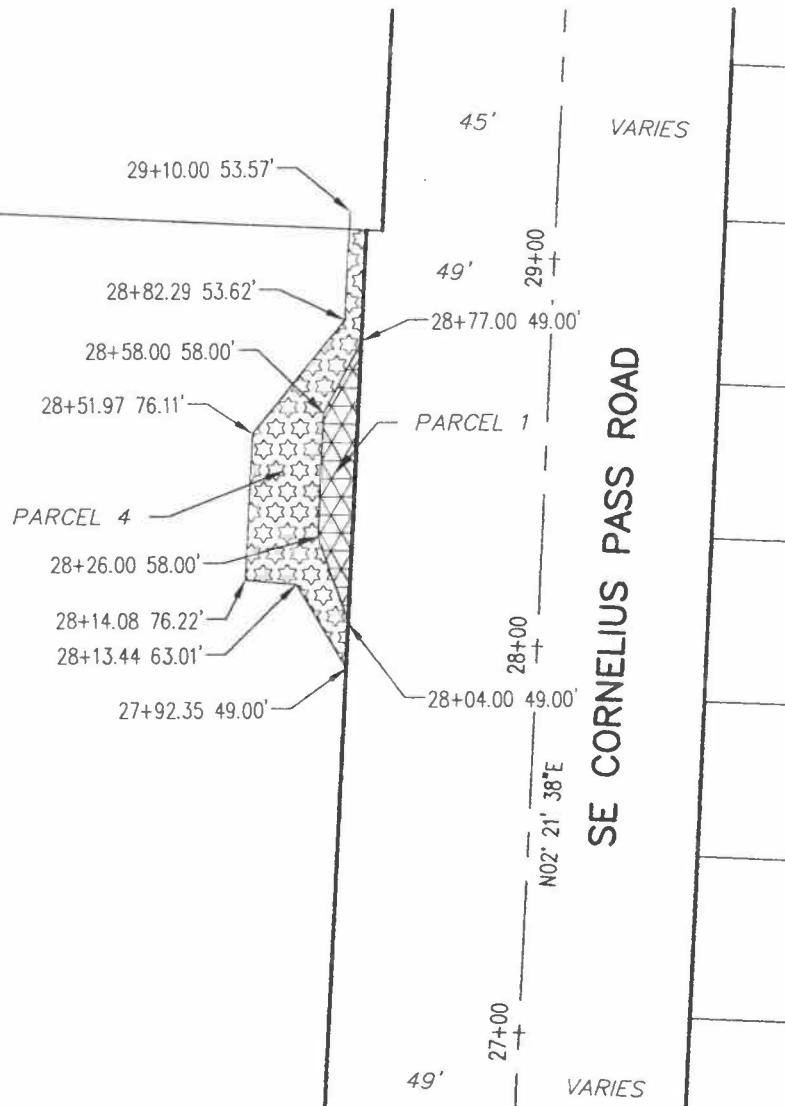 45'
VARIES
29+10.00 53.57'
49'
29+00
28+82.29 53.62'
28+77.00 49.00'
28+58.00 58.00'
28+51.97 76.11'
PARCEL 1
SE CORNELIUS PASS ROAD
PARCEL 4
28+26.00 58.00'
28+14.08 76.22'
28+00
28+13.44 63.01'
28+04.00 49.00'
27+92.35 49.00'
N02° 21' 38"E
27+00
49'
VARIES